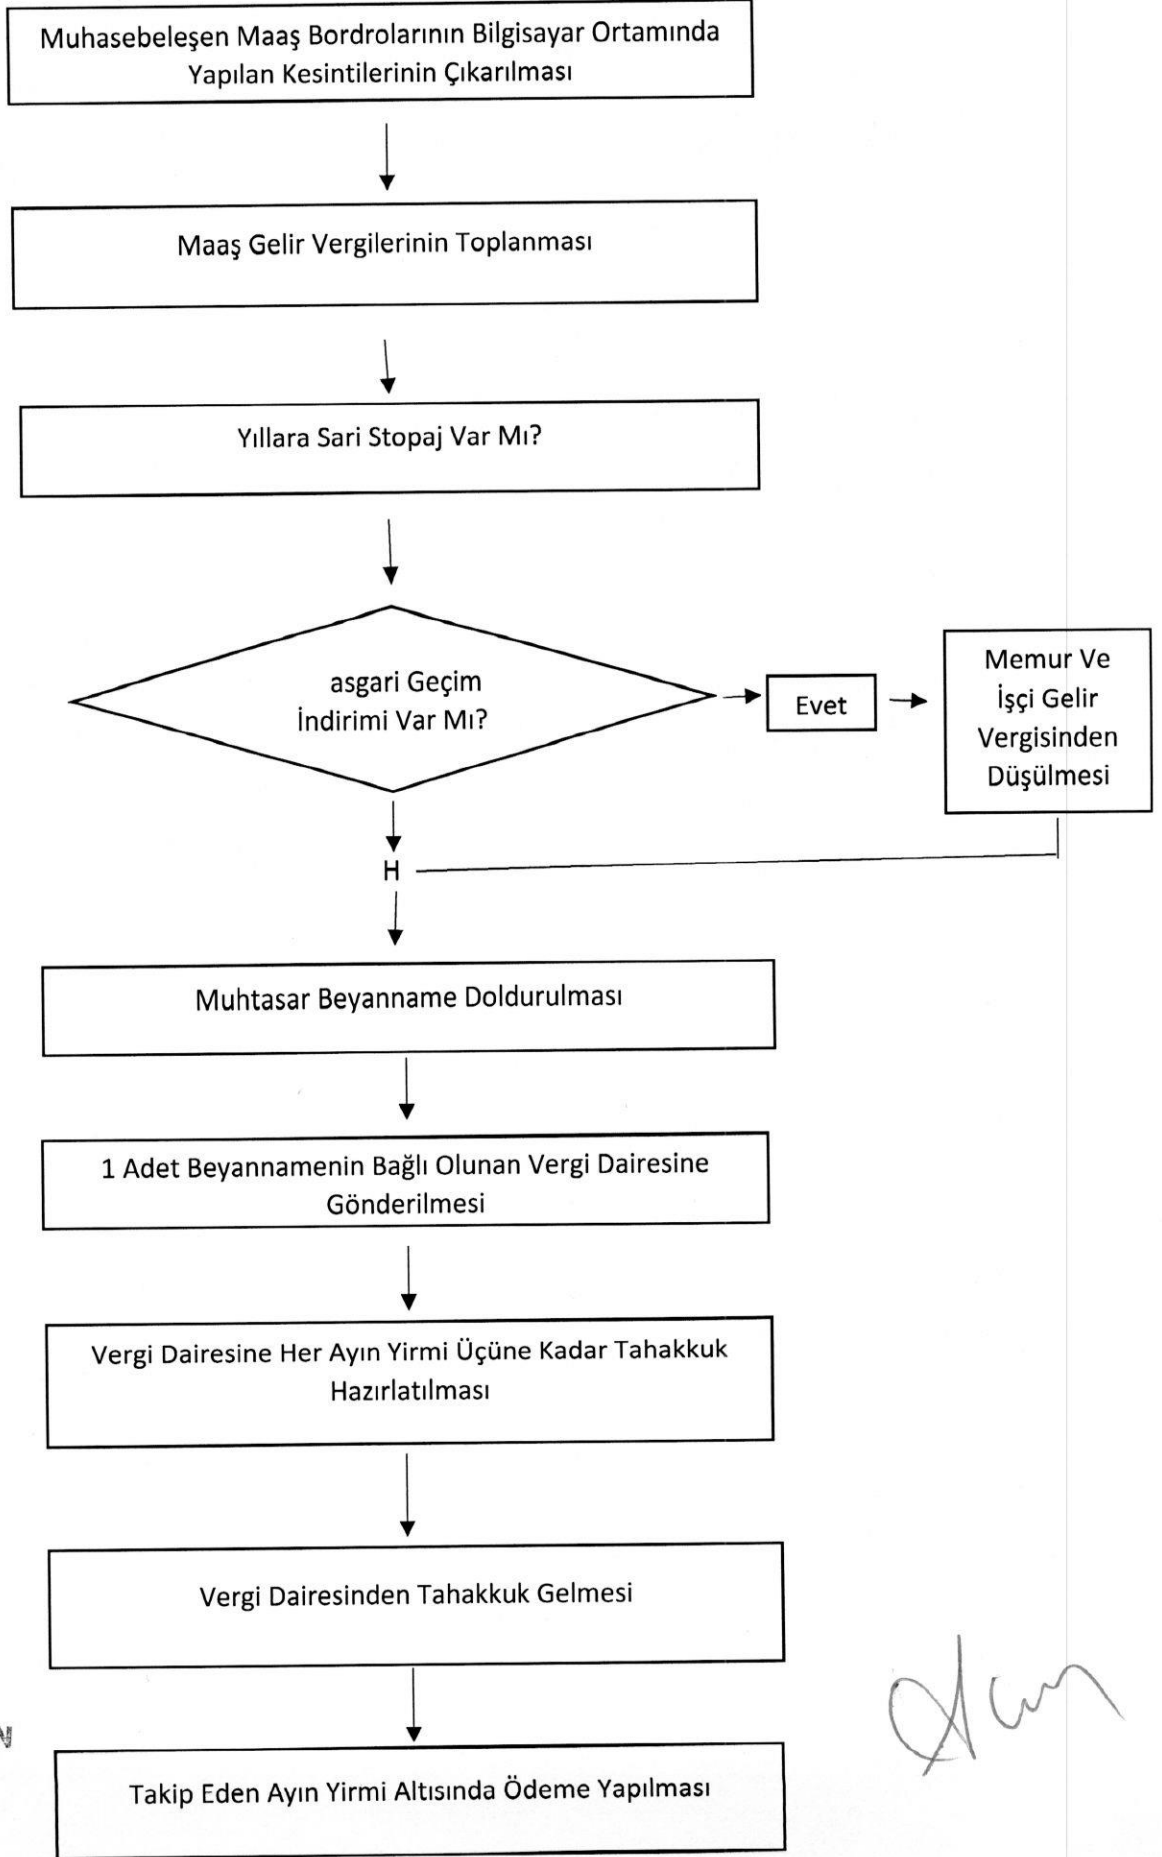 Muhasebeleşen Maaş Bordrolarının Bilgisayar Ortamında
Yapılan Kesintilerinin Çıkarılması
Maaş Gelir Vergilerinin Toplanması
Yıllara Sari Stopaj Var Mı?
asgari Geçim
İndirimi Var Mı?
Evet
Memur Ve
İşçi Gelir
Vergisinden
Düşülmesi
H
Muhtasar Beyanname Doldurulması
1 Adet Beyannamenin Bağlı Olunan Vergi Dairesine
Gönderilmesi
Vergi Dairesine Her Ayın Yirmi Üçüne Kadar Tahakkuk
Hazırlatılması
Vergi Dairesinden Tahakkuk Gelmesi
Takip Eden Ayın Yirmi Altısında Ödeme Yapılması